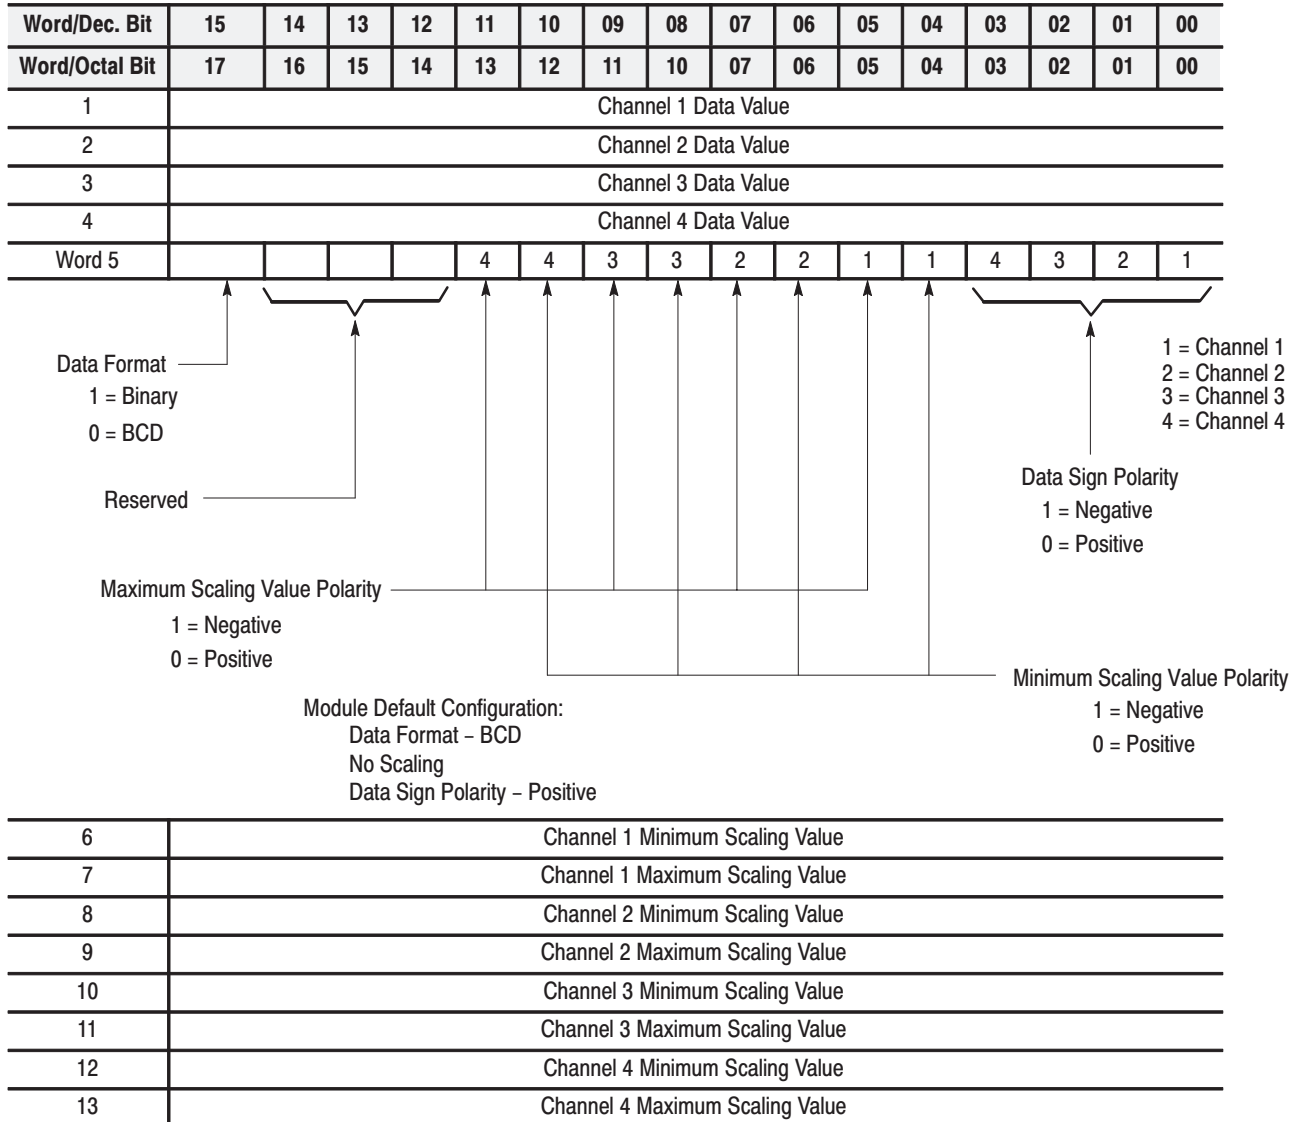 Word/Dec. Bit 15 14 13 12 11 10 09 08 07 06 05 04 03 02 01 00
Word/Octal Bit 17 16 15 14 13 12 11 10 07 06 05 04 03 02 01 00
1 Channel 1 Data Value
2 Channel 2 Data Value
3 Channel 3 Data Value
4 Channel 4 Data Value
Word 5 4 4 3 3 2 2 1 1 4 3 2 1
Data Format
1 = Binary
0 = BCD
Reserved
1 = Channel 1
2 = Channel 2
3 = Channel 3
4 = Channel 4
Data Sign Polarity
1 = Negative
0 = Positive
Maximum Scaling Value Polarity
1 = Negative
0 = Positive
Minimum Scaling Value Polarity
1 = Negative
0 = Positive
Module Default Configuration:
Data Format – BCD
No Scaling
Data Sign Polarity – Positive
6 Channel 1 Minimum Scaling Value
7 Channel 1 Maximum Scaling Value
8 Channel 2 Minimum Scaling Value
9 Channel 2 Maximum Scaling Value
10 Channel 3 Minimum Scaling Value
11 Channel 3 Maximum Scaling Value
12 Channel 4 Minimum Scaling Value
13 Channel 4 Maximum Scaling Value